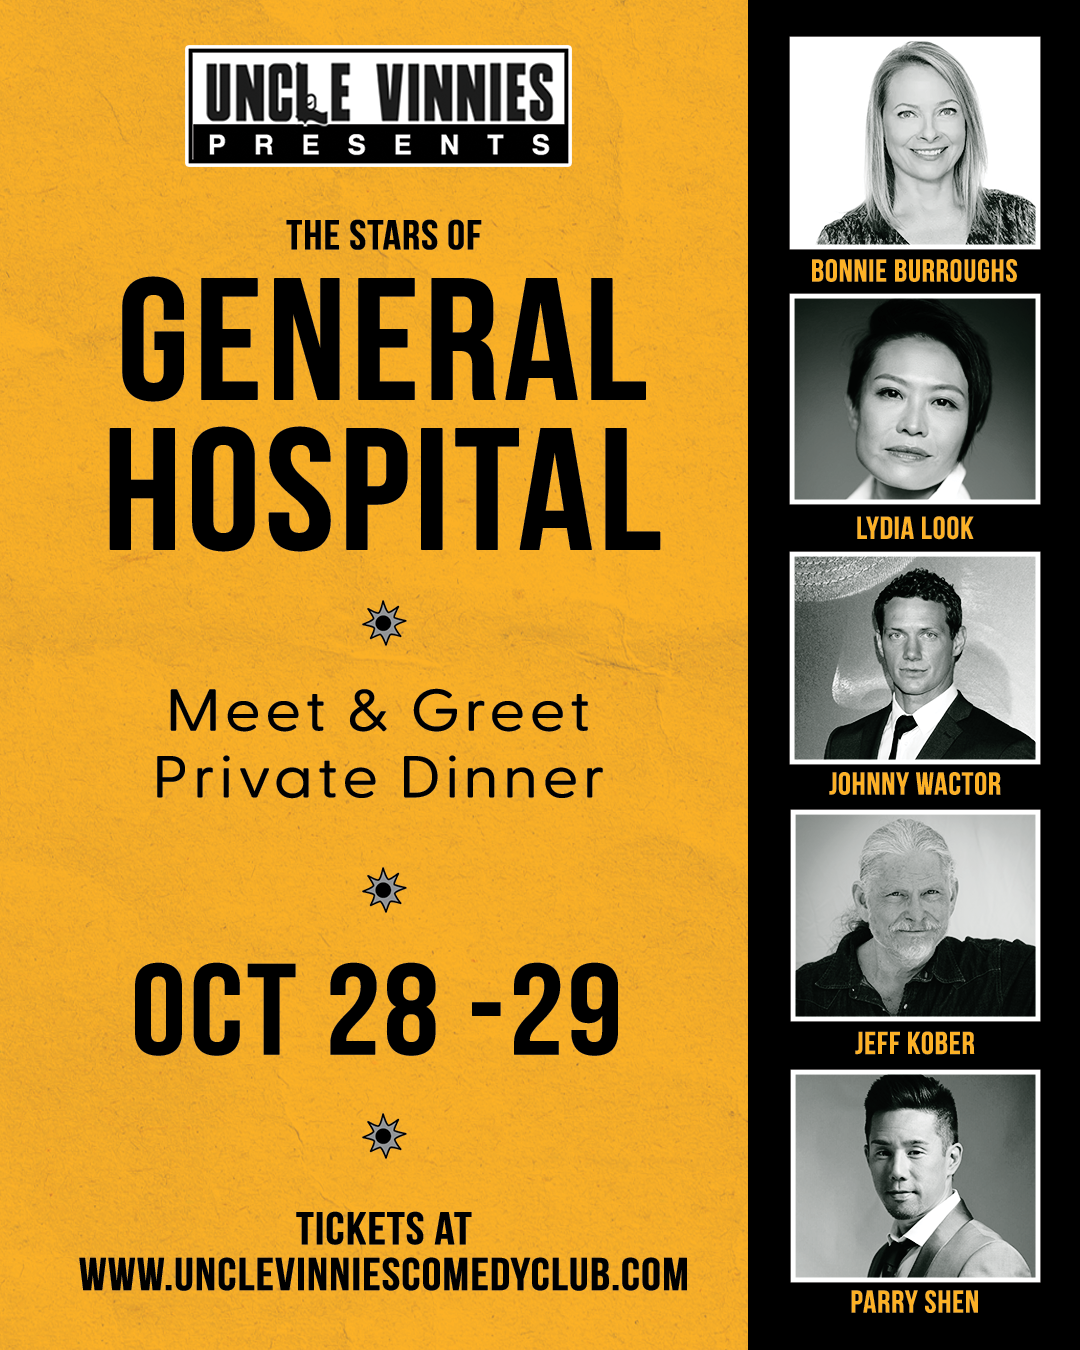 UNCLE VINNIES
PRESENTS
THE STARS OF
GENERAL
HOSPITAL
Meet & Greet
Private Dinner
OCT 28 -29
TICKETS AT
WWW.UNCLEVINNIESCOMEDYCLUB.COM
BONNIE BURROUGHS
LYDIA LOOK
JOHNNY WACTOR
JEFF KOBER
PARRY SHEN